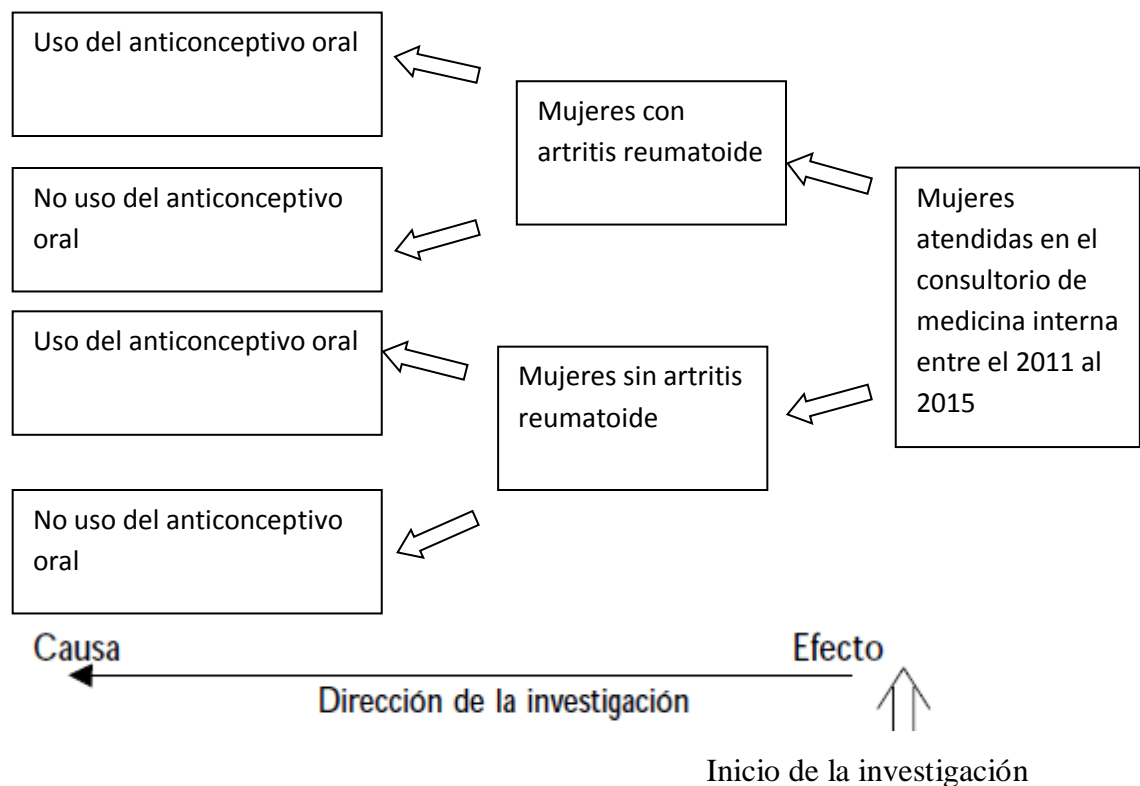 Uso del anticonceptivo oral
No uso del anticonceptivo
oral
Uso del anticonceptivo oral
No uso del anticonceptivo
oral
Mujeres con
artritis reumatoide
Mujeres sin artritis
reumatoide
Mujeres
atendidas en el
consultorio de
medicina interna
entre el 2011 al
2015
Causa
Efecto
Dirección de la investigación
Inicio de la investigación